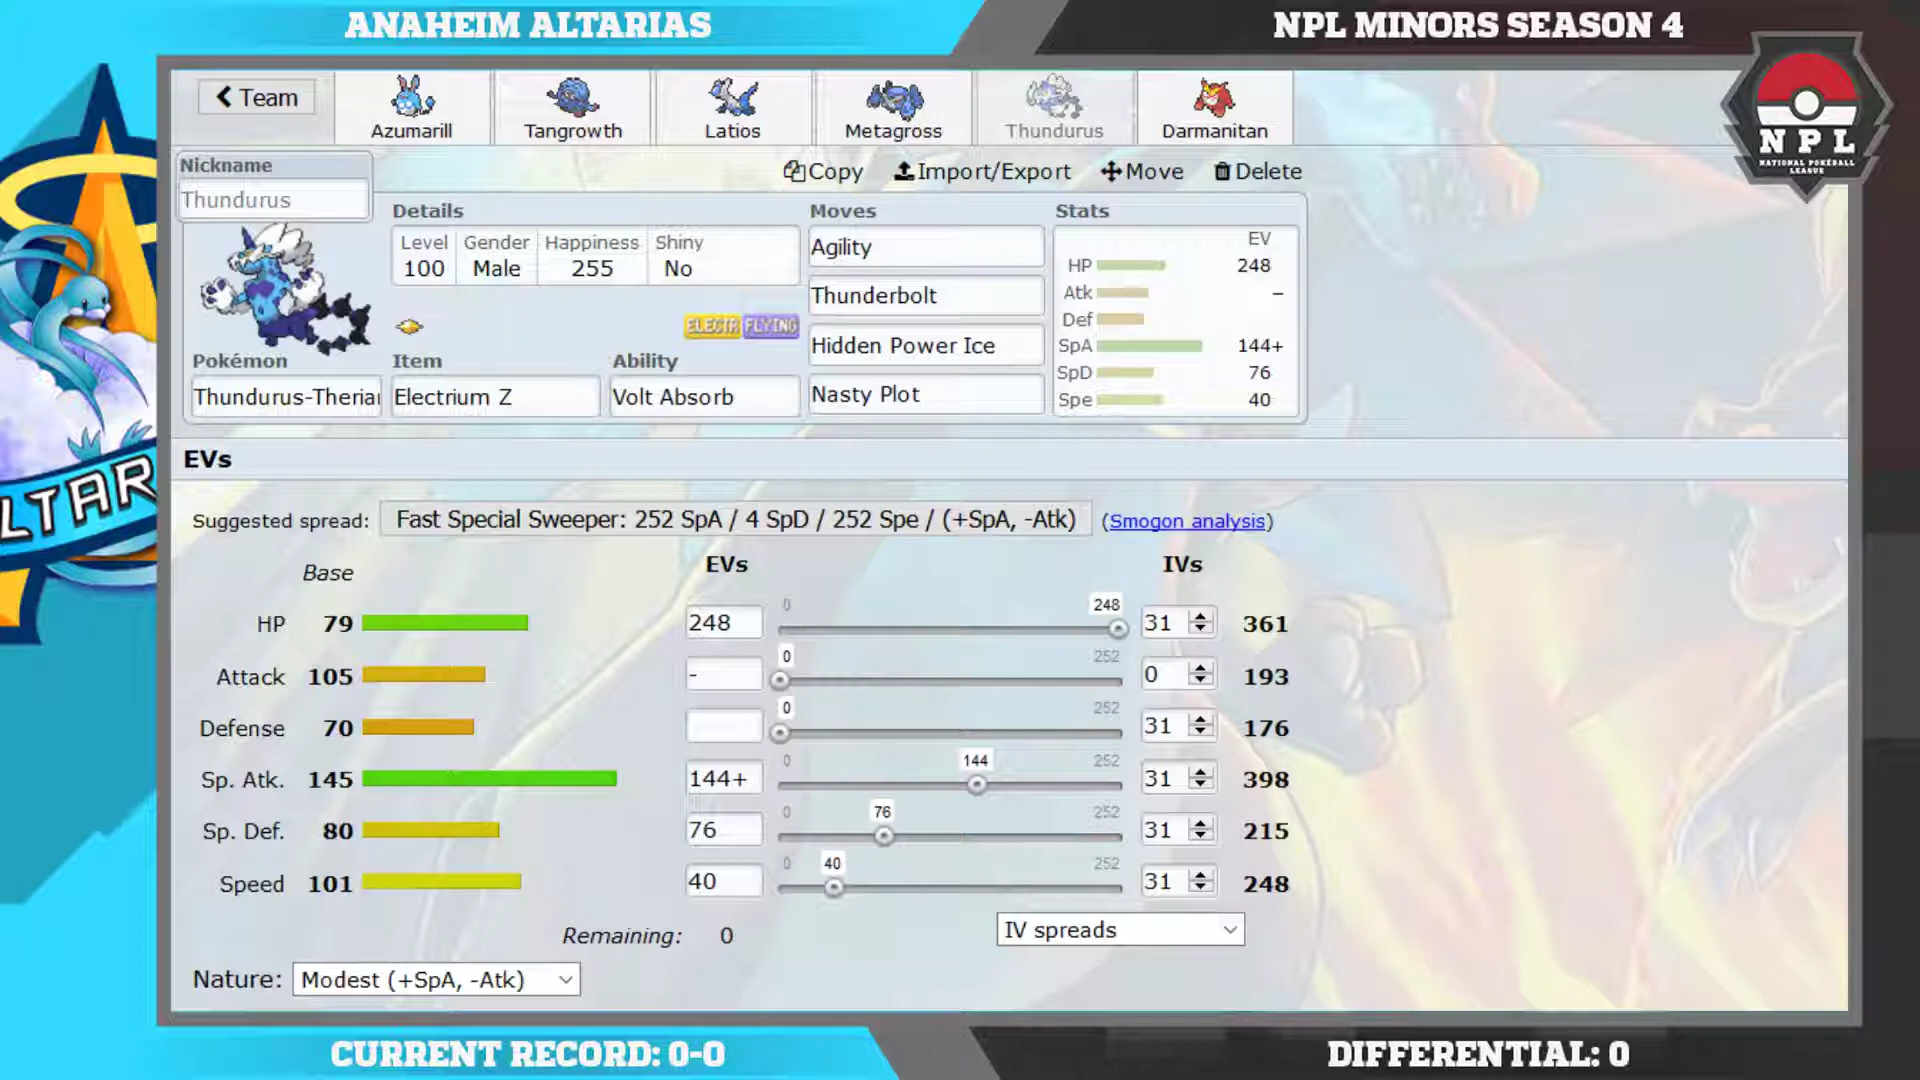 ANAHEIM ALTARIAS
NPL MINORS SEASON 4
Team
Azumarill
Tangrowth
Latios
Metagross
Thundurus
Darmanitan
NPL
NATIONAL POKÉBALL
LEAGUE
Nickname
Thundurus
Copy
Import/Export
Move
Delete
Details
Level Gender Happiness Shiny
100 Male 255 No
ELECTR FLYING
Pokémon Item Ability
Thundurus-Theria Electrium Z Volt Absorb
Moves
Agility
Thunderbolt
Hidden Power Ice
Nasty Plot
Stats
EV
HP 248
Atk –
Def
SpA 144+
SpD 76
Spe 40
LTAR
EVs
Suggested spread: Fast Special Sweeper: 252 SpA / 4 SpD / 252 Spe / (+SpA, -Atk) (Smogon analysis)
Base EVs IVs
0 248
HP 79 248 31 361
0 252
Attack 105 - 0 193
0 252
Defense 70 31 176
0 144 252
Sp. Atk. 145 144+ 31 398
0 76 252
Sp. Def. 80 76 31 215
0 40 252
Speed 101 40 31 248
Remaining: 0
IV spreads
Nature: Modest (+SpA, -Atk)
CURRENT RECORD: 0-0
DIFFERENTIAL: 0